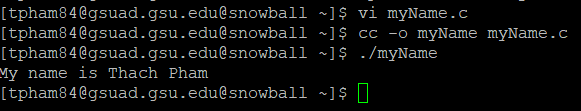 [tpham84@gsuad.gsu.edu@snowball ~]$ vi myName.c
[tpham84@gsuad.gsu.edu@snowball ~]$ cc -o myName myName.c
[tpham84@gsuad.gsu.edu@snowball ~]$ ./myName
My name is Thach Pham
[tpham84@gsuad.gsu.edu@snowball ~]$